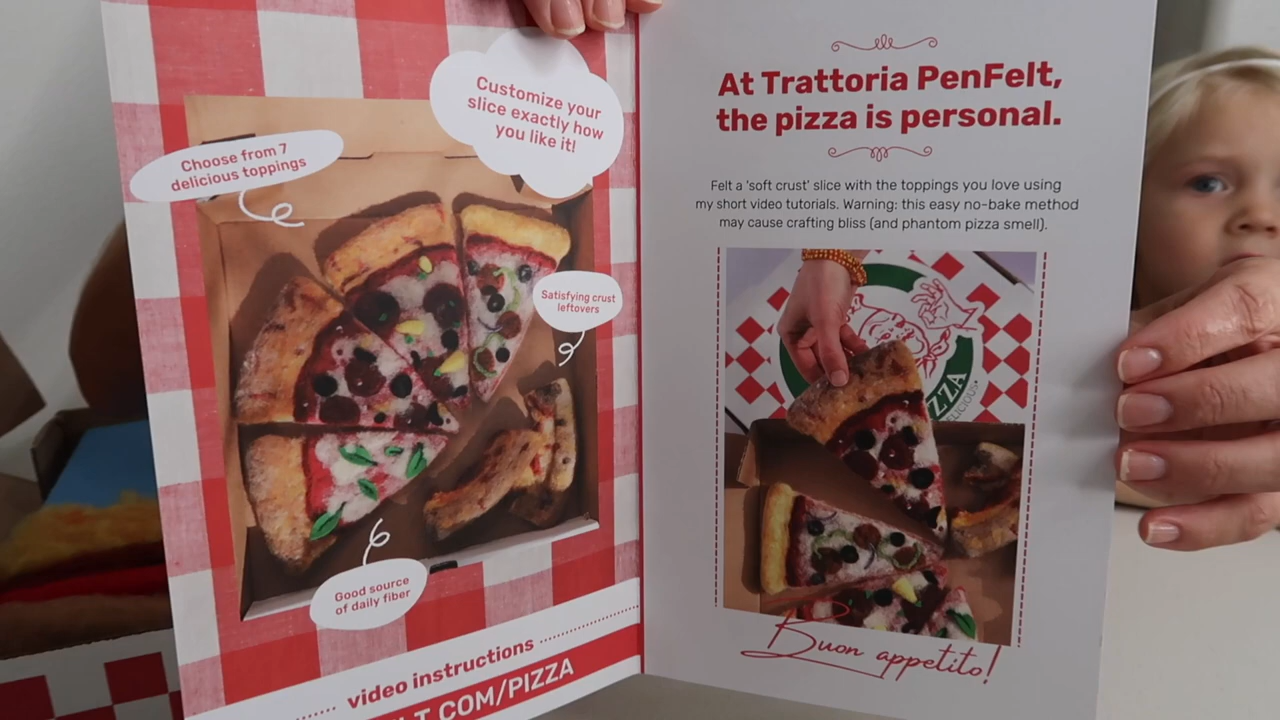 Customize your
slice exactly how
you like it!
Choose from 7
delicious toppings
Satisfying crust
leftovers
Good source
of daily fiber
video instructions
LT.COM/PIZZA
At Trattoria PenFelt,
the pizza is personal.
Felt a 'soft crust' slice with the toppings you love using
my short video tutorials. Warning: this easy no-bake method
may cause crafting bliss (and phantom pizza smell).
Buon appetito!